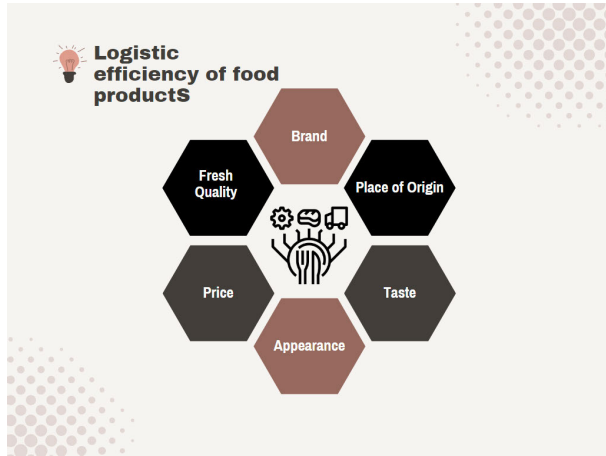 Logistic
efficiency of food
productS
Brand
Fresh
Quality
Place of Origin
Price
Taste
Appearance